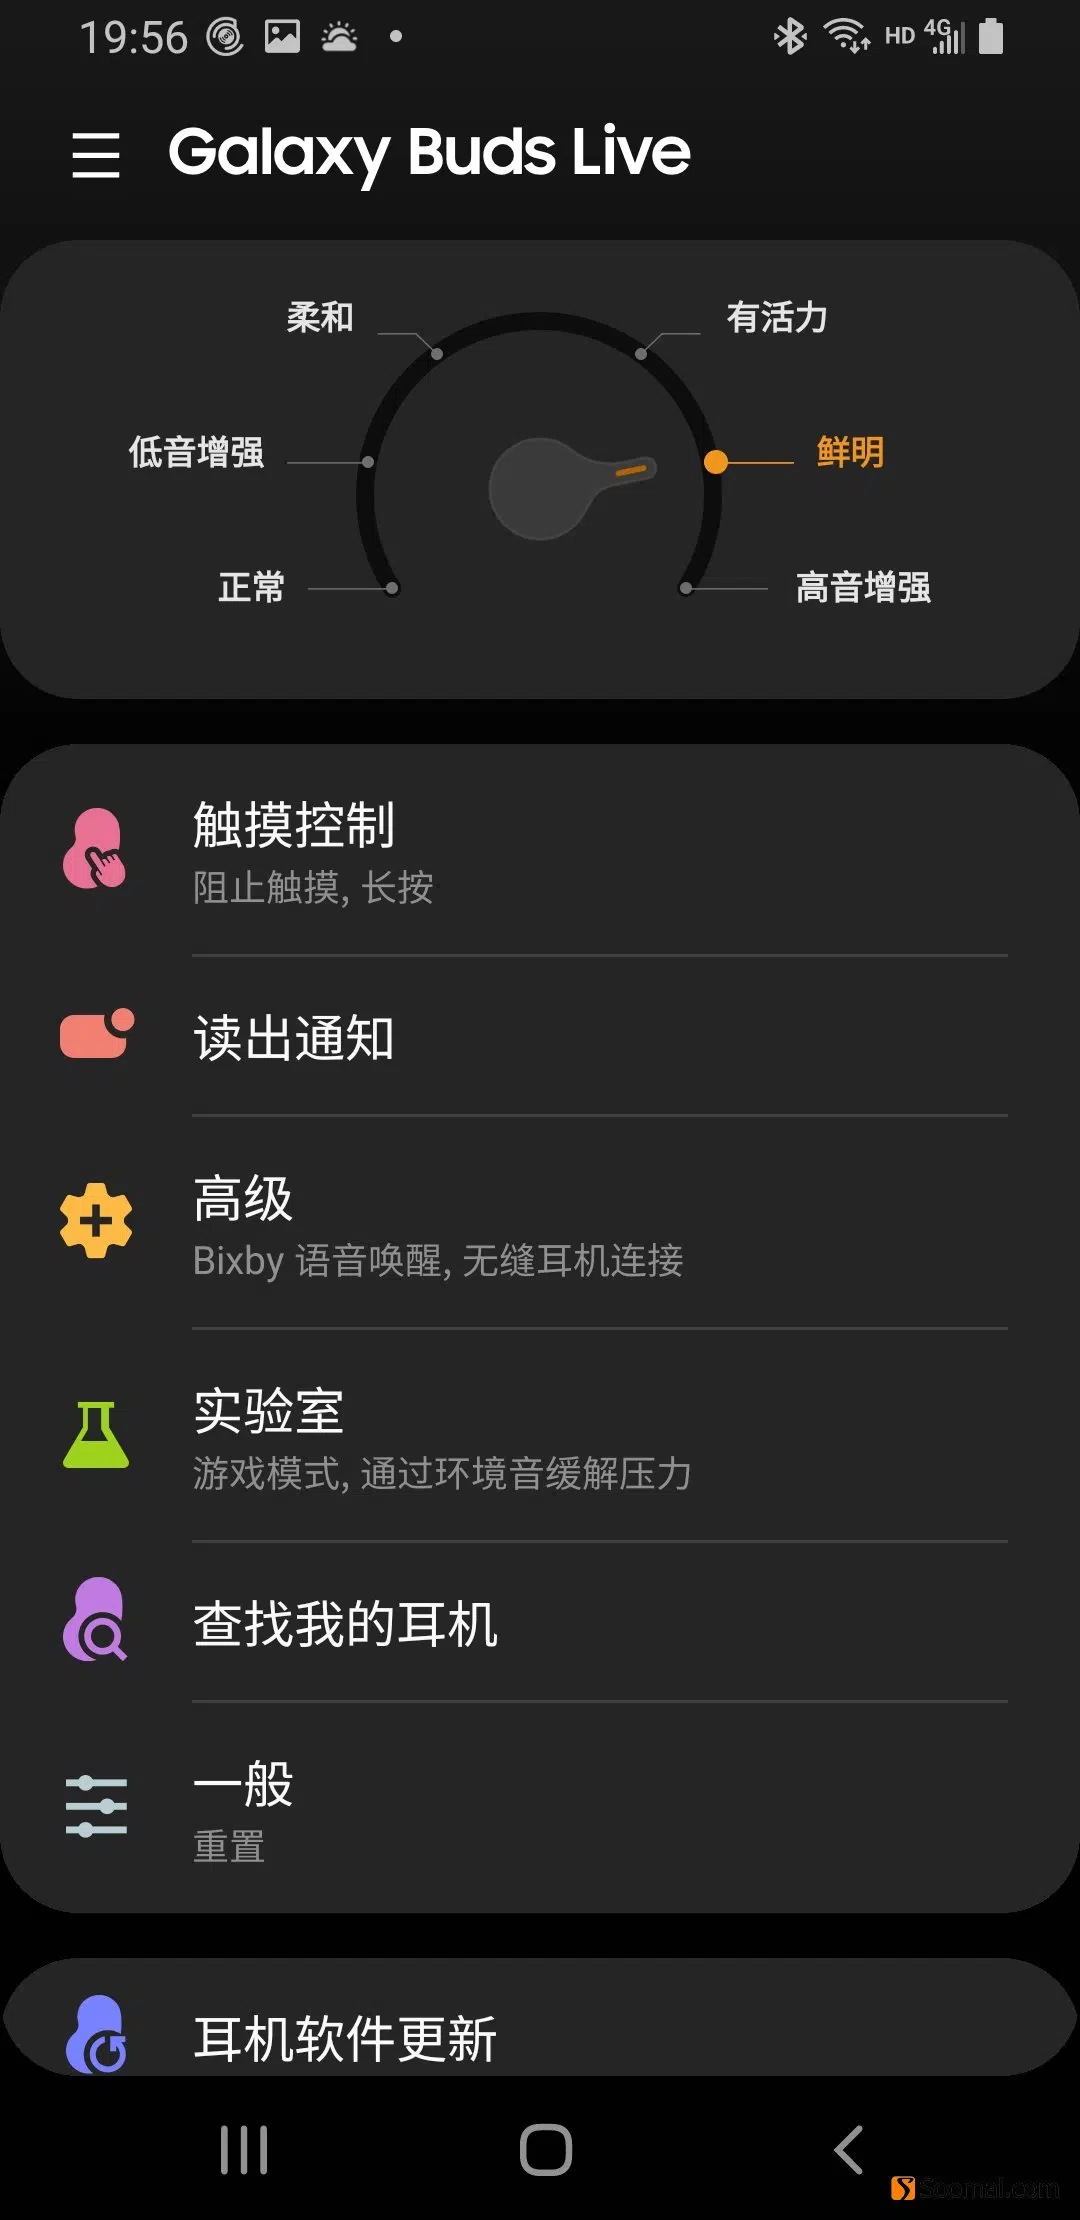 19:56 HD 4G
Galaxy Buds Live
柔和 有活力
低音增强 鲜明
正常 高音增强
触摸控制
阻止触摸, 长按
读出通知
高级
Bixby 语音唤醒, 无缝耳机连接
实验室
游戏模式, 通过环境音缓解压力
查找我的耳机
一般
重置
耳机软件更新
Soomal.com